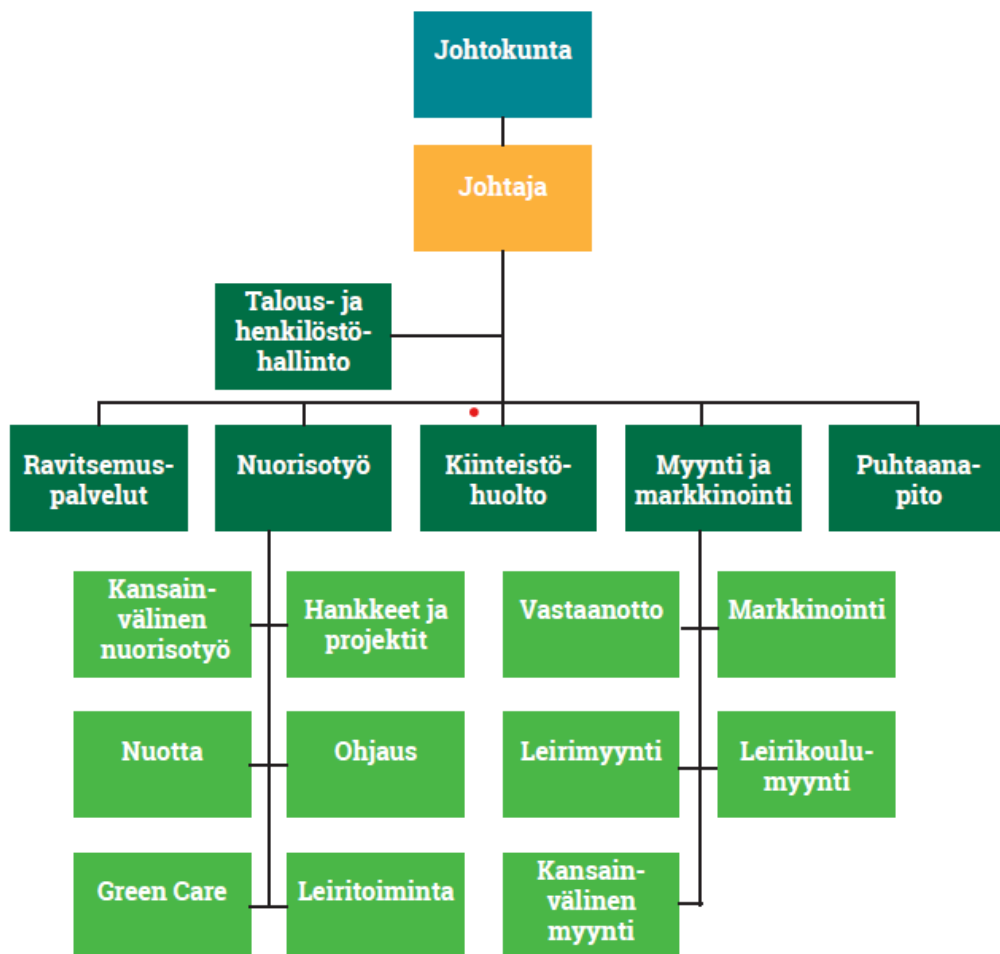 Johtokunta
Johtaja
Talous- ja
henkilöstö-
hallinto
Ravitsemus-
palvelut
Nuorisotyö
Kiinteistö-
huolto
Myynti ja
markkinointi
Puhtaana-
pito
Kansain-
välinen
nuorisotyö
Hankkeet ja
projektit
Vastaanotto
Markkinointi
Nuotta
Ohjaus
Leirimyynti
Leirikoulu-
myynti
Green Care
Leiritoiminta
Kansain-
välinen
myynti